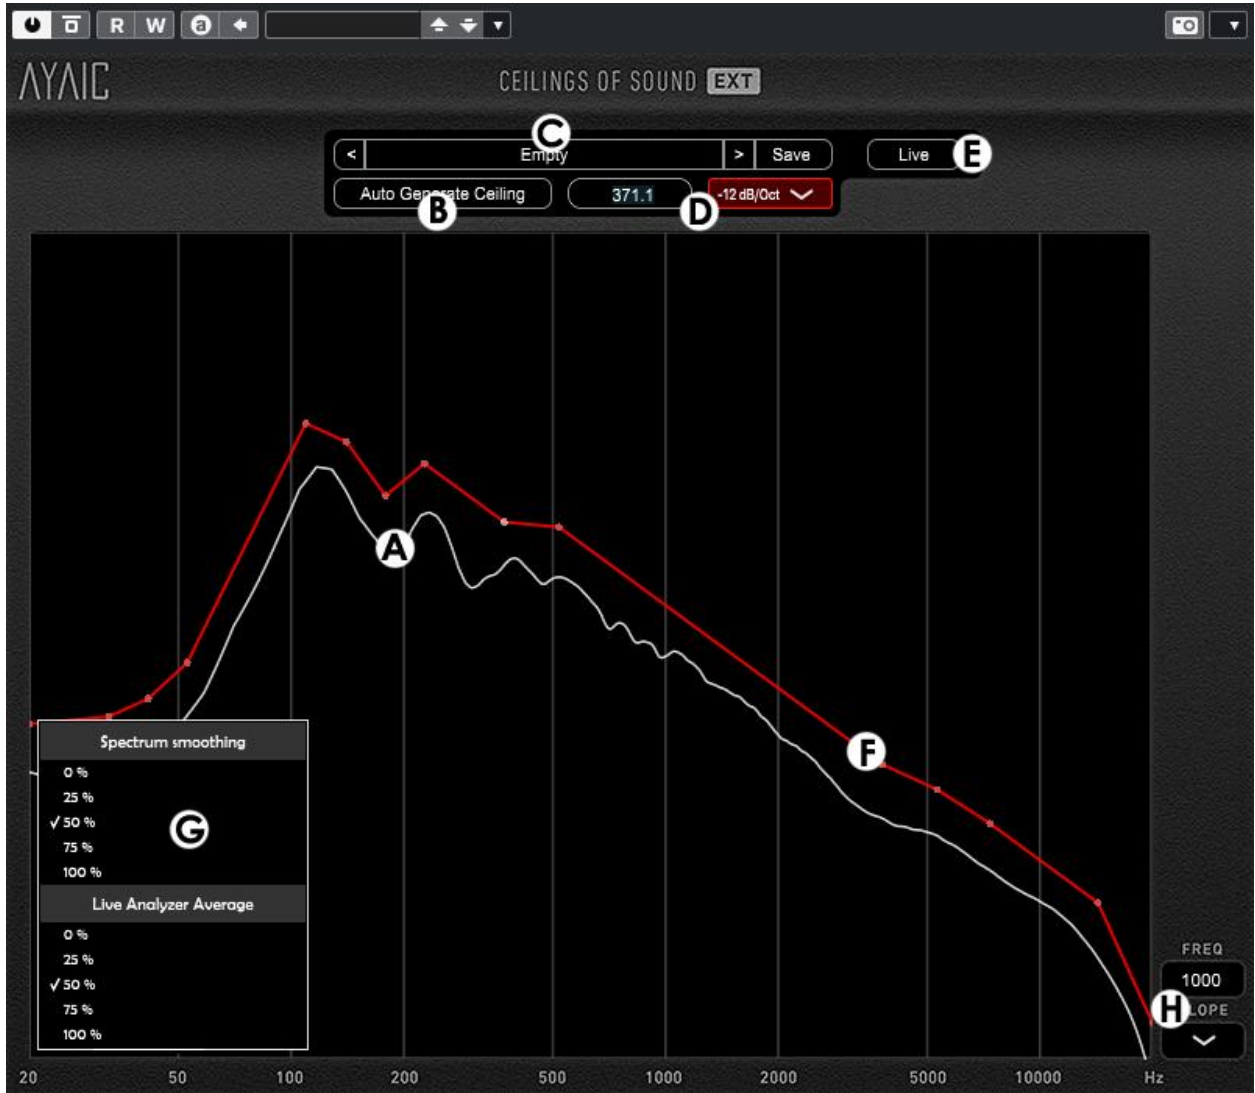 R W a
AYAIC
CEILINGS OF SOUND EXT
C
< Empty > Save Live E
Auto Generate Ceiling 371.1 -12 dB/Oct
B D
A
F
Spectrum smoothing
0 %
25 %
✓ 50 %
75 %
100 %
G
Live Analyzer Average
0 %
25 %
✓ 50 %
75 %
100 %
FREQ
1000
H LOPE
20 50 100 200 500 1000 2000 5000 10000 Hz